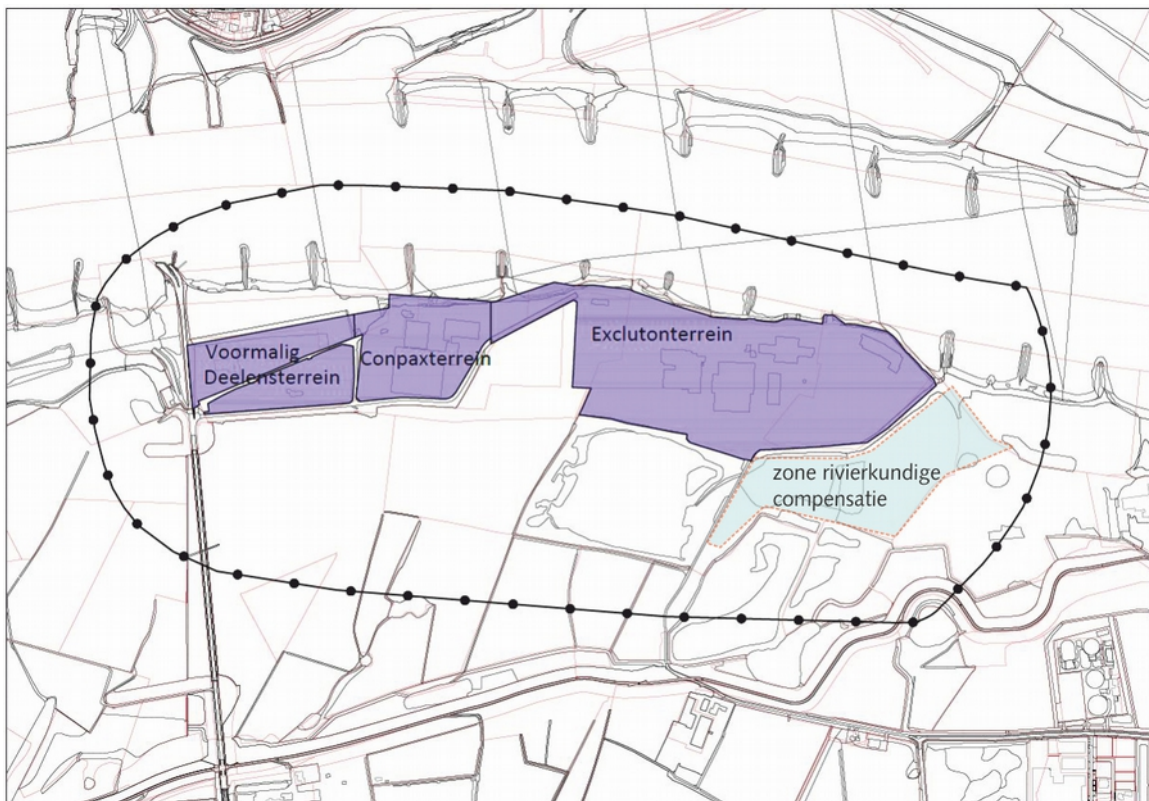 Voormalig
Deelensterrein
Conpaxterrein
Exclutonterrein
zone rivierkundige
compensatie